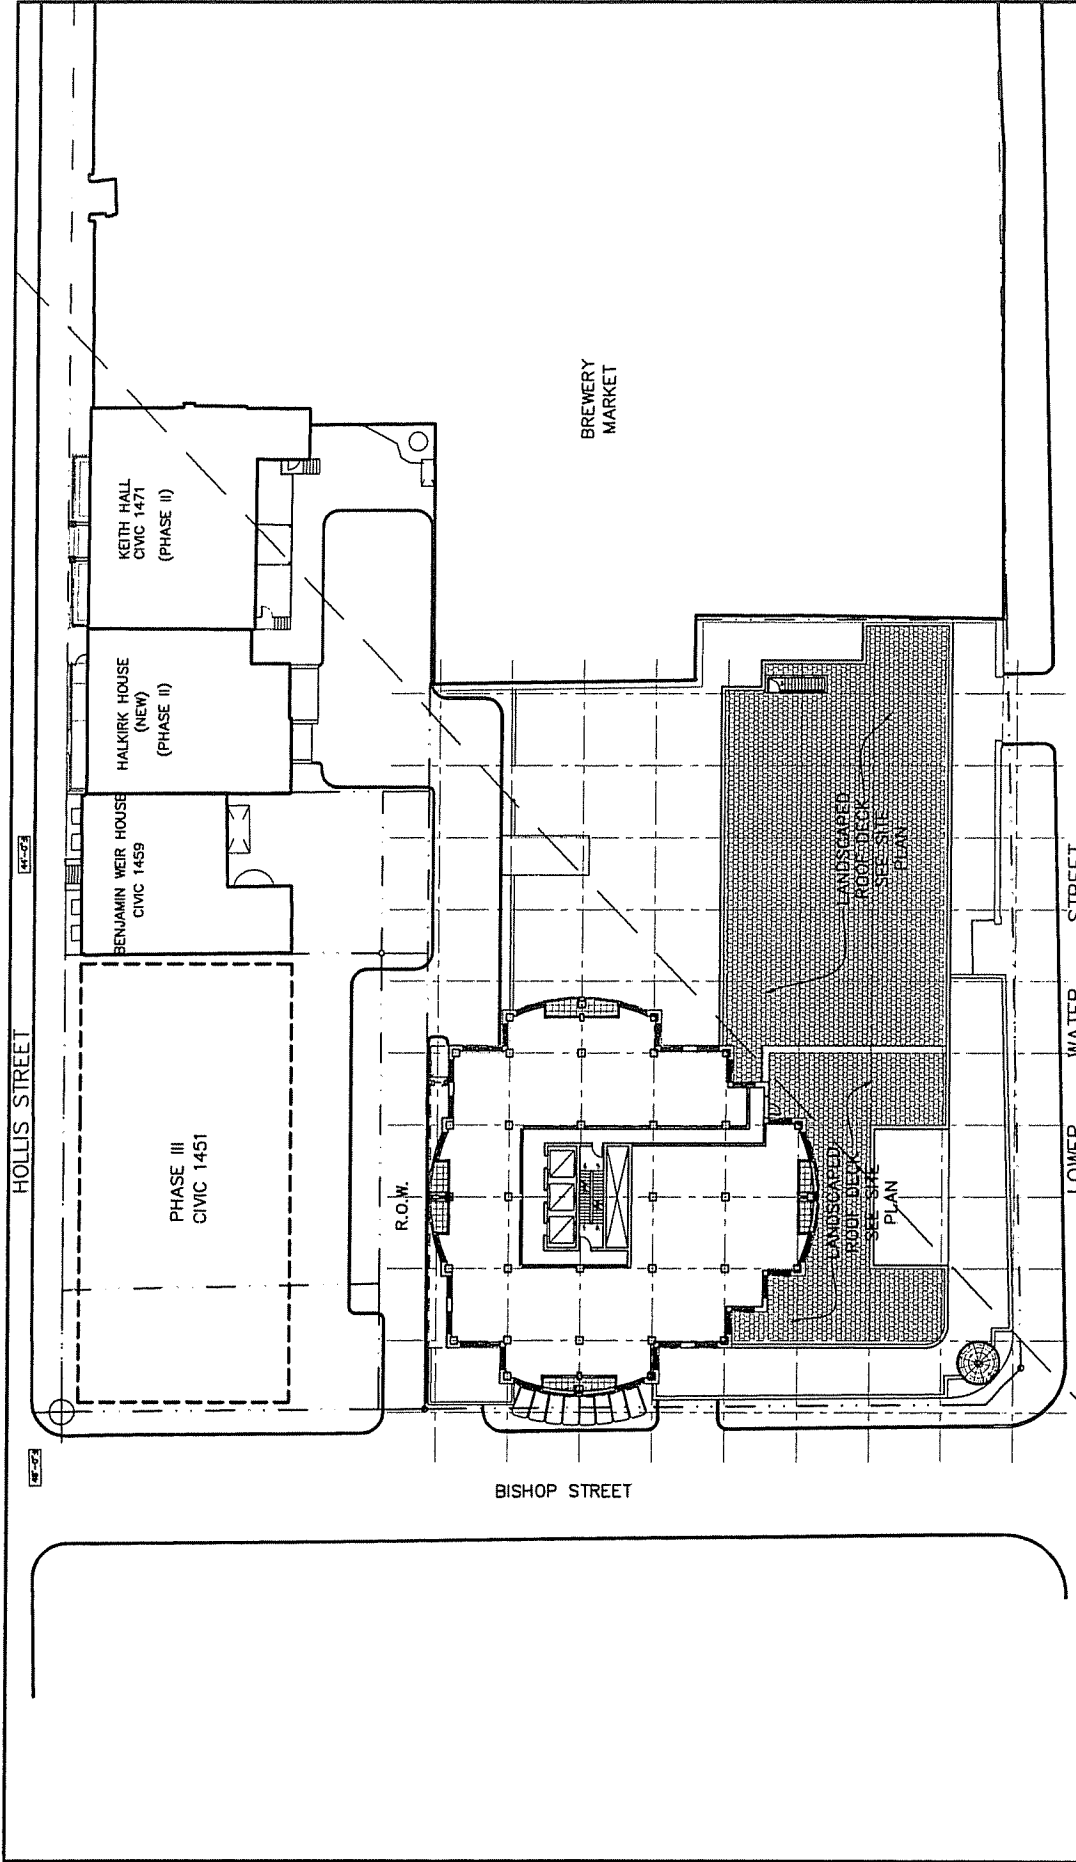 HOLLIS STREET
KEITH HALL
CIVIC 1471
(PHASE II)
HALKIRK HOUSE
(NEW)
(PHASE II)
BENJAMIN WEIR HOUSE
CIVIC 1459
PHASE III
CIVIC 1451
BREWERY
MARKET
R.O.W.
LANDSCAPED
ROOF DECK
SEE SITE
PLAN
LANDSCAPED
ROOF DECK
SEE SITE
PLAN
BISHOP STREET
LOWER WATER STREET